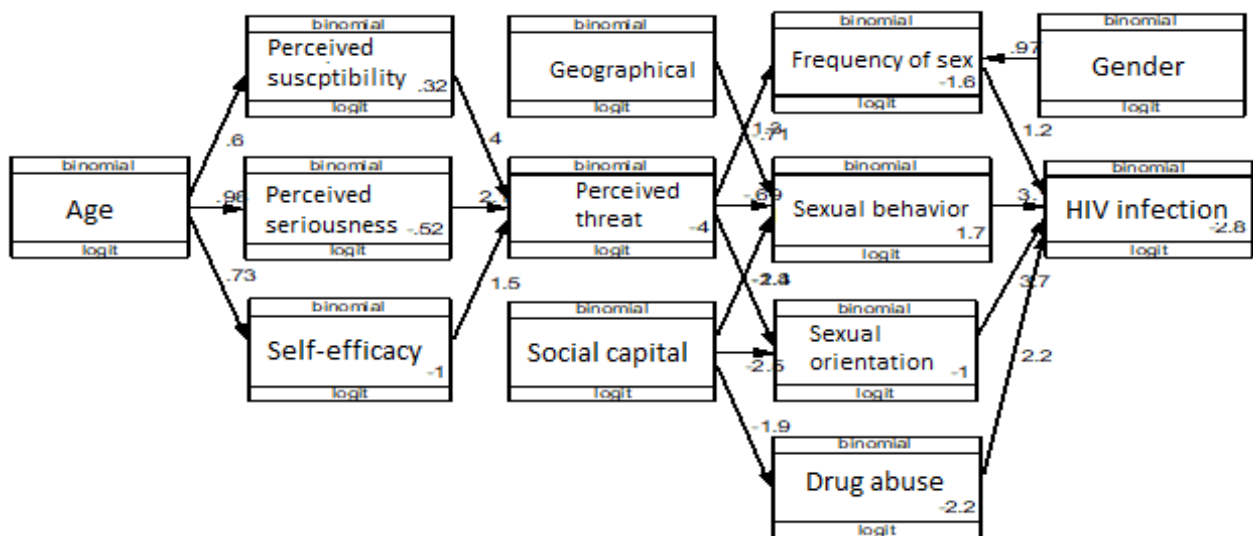 binomial
Perceived
suscptibility
.32
logit
binomial
Geographical
logit
binomial
Frequency of sex
-1.6
logit
.97
binomial
Gender
logit
.6
4
1.2
binomial
Age
logit
binomial
Perceived
seriousness
-.52
logit
binomial
Perceived
threat
-4
logit
-.69
binomial
Sexual behavior
1.7
logit
binomial
HIV infection
-2.8
logit
.73
1.5
3.7
binomial
Self-efficacy
-1
logit
binomial
Social capital
logit
-2.5
binomial
Sexual
orientation
-1
logit
2.2
-1.9
binomial
Drug abuse
-2.2
logit